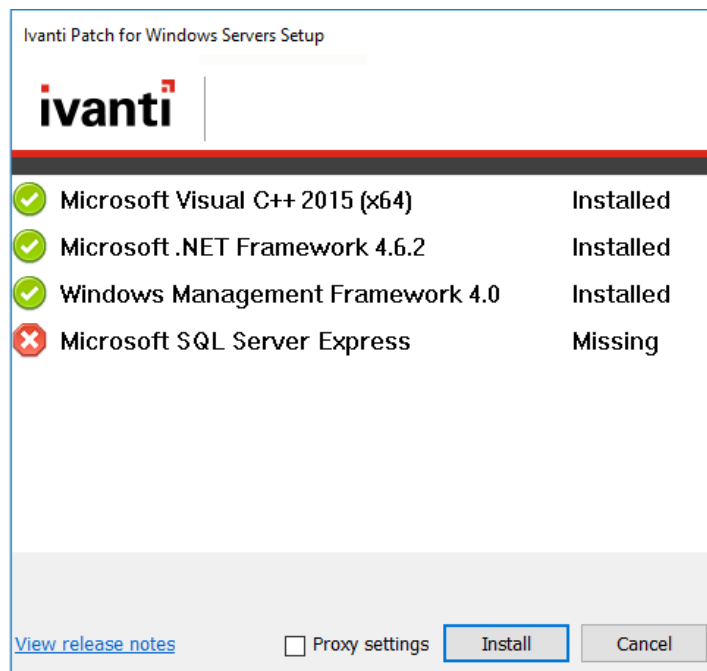 Ivanti Patch for Windows Servers Setup
ivanti
Microsoft Visual C++ 2015 (x64) Installed
Microsoft .NET Framework 4.6.2 Installed
Windows Management Framework 4.0 Installed
Microsoft SQL Server Express Missing
View release notes Proxy settings Install Cancel